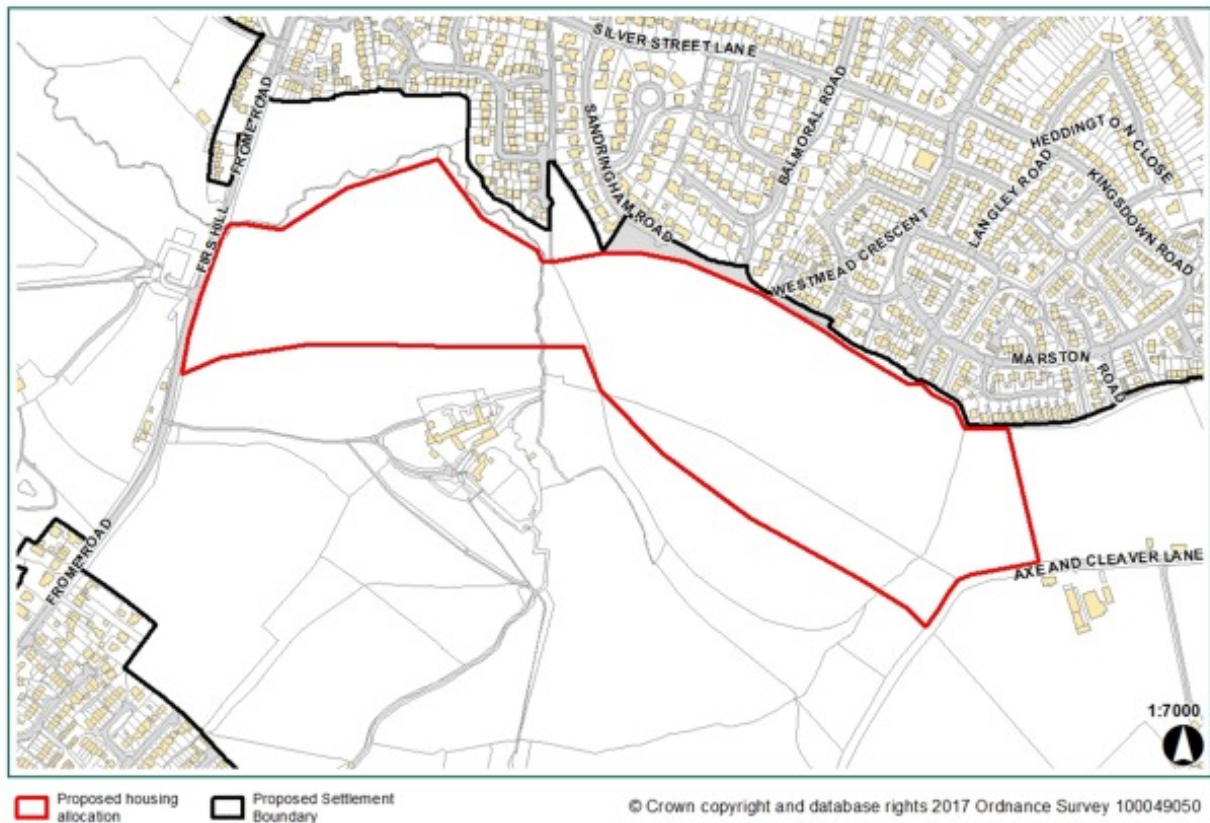 SILVER STREET LANE
FROME ROAD
SANDRINGHAM ROAD
BALMORAL ROAD
HEDDINGTON CLOSE
LANGLEY ROAD
KINGSDOWN ROAD
FIRS HILL
WESTMEAD CRESCENT
MARSTON ROAD
FROME ROAD
AXE AND CLEAVER LANE
1:7000
Proposed housing
allocation
Proposed Settlement
Boundary
© Crown copyright and database rights 2017 Ordnance Survey 100049050